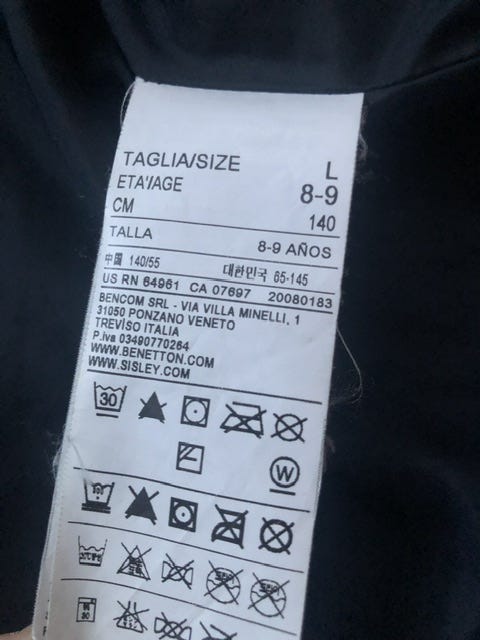 TAGLIA/SIZE L
ETA'/AGE 8-9
CM 140
TALLA 8-9 AÑOS
中国 140/55 대한민국 65-145
US RN 64961 CA 07697 20080183
BENCOM SRL - VIA VILLA MINELLI, 1
31050 PONZANO VENETO
TREVISO ITALIA
P.iva 03490770264
WWW.BENETTON.COM
WWW.SISLEY.COM
30
W